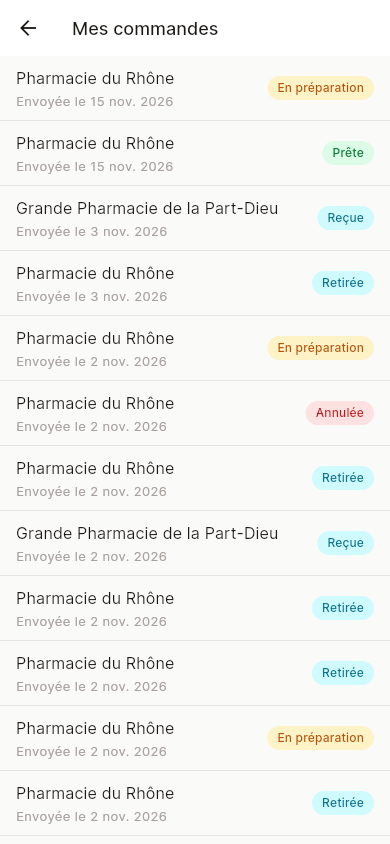 Mes commandes
Pharmacie du Rhône
Envoyée le 15 nov. 2026
En préparation
Pharmacie du Rhône
Envoyée le 15 nov. 2026
Prête
Grande Pharmacie de la Part-Dieu
Envoyée le 3 nov. 2026
Reçue
Pharmacie du Rhône
Envoyée le 3 nov. 2026
Retirée
Pharmacie du Rhône
Envoyée le 2 nov. 2026
En préparation
Pharmacie du Rhône
Envoyée le 2 nov. 2026
Annulée
Pharmacie du Rhône
Envoyée le 2 nov. 2026
Retirée
Grande Pharmacie de la Part-Dieu
Envoyée le 2 nov. 2026
Reçue
Pharmacie du Rhône
Envoyée le 2 nov. 2026
Retirée
Pharmacie du Rhône
Envoyée le 2 nov. 2026
Retirée
Pharmacie du Rhône
Envoyée le 2 nov. 2026
En préparation
Pharmacie du Rhône
Envoyée le 2 nov. 2026
Retirée